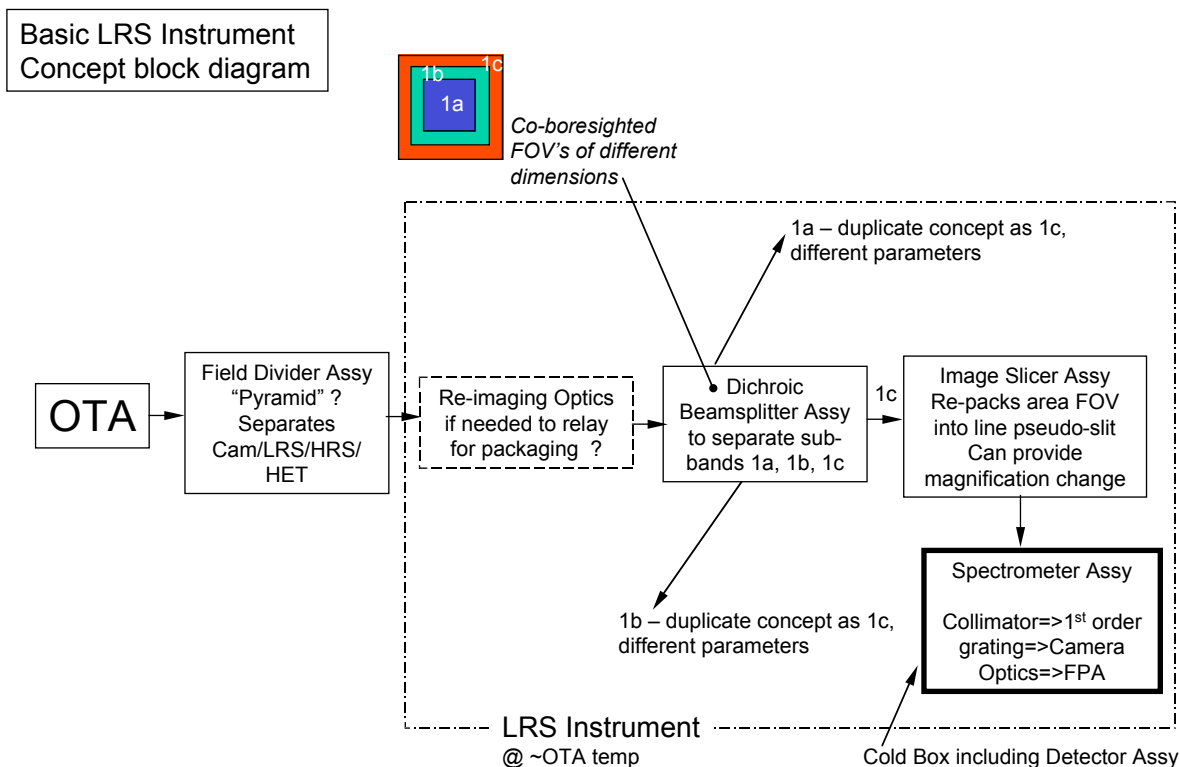 Basic LRS Instrument
Concept block diagram
1c
1b
1a
Co-boresighted
FOV's of different
dimensions
1a – duplicate concept as 1c,
different parameters
OTA
Field Divider Assy
“Pyramid” ?
Separates
Cam/LRS/HRS/
HET
Re-imaging Optics
if needed to relay
for packaging ?
Dichroic
Beamsplitter Assy
to separate sub-
bands 1a, 1b, 1c
1c
Image Slicer Assy
Re-packs area FOV
into line pseudo-slit
Can provide
magnification change
Spectrometer Assy
Collimator=>1st order
grating=>Camera
Optics=>FPA
1b – duplicate concept as 1c,
different parameters
LRS Instrument
@ ~OTA temp
Cold Box including Detector Assy